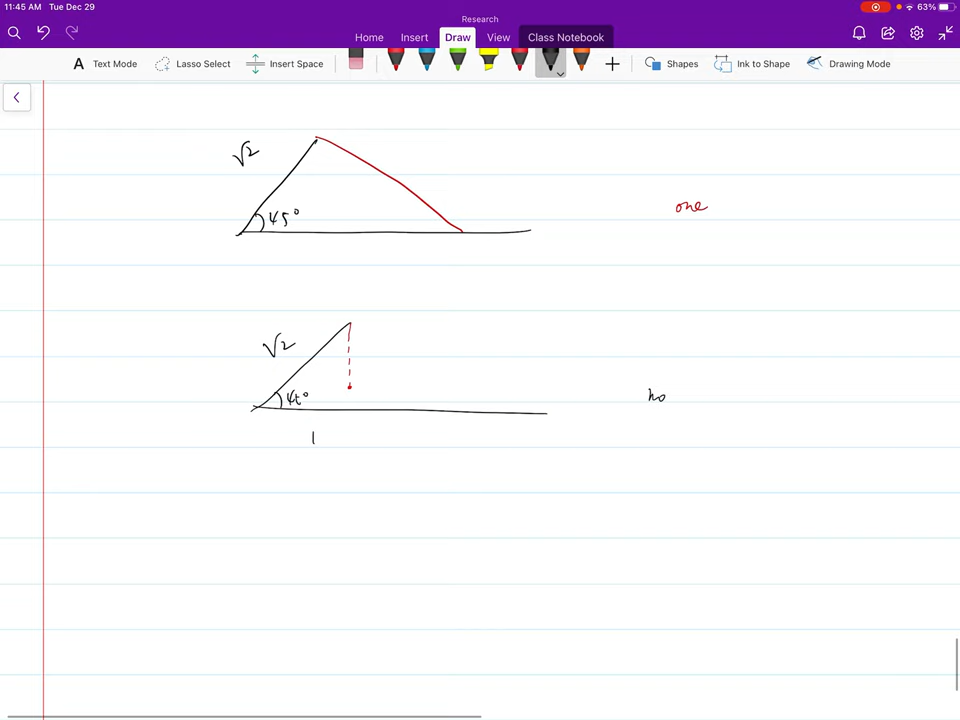 11:45 AM Tue Dec 29
63%
Research
Home Insert Draw View Class Notebook
A Text Mode Lasso Select Insert Space Shapes Ink to Shape Drawing Mode
√2
45°
one
√2
45°
no
1